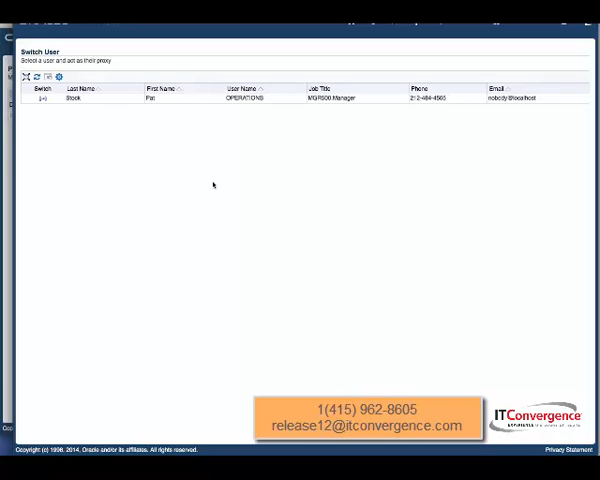 Switch User
Select a user and act as their proxy
Switch Last Name First Name User Name Job Title Phone Email
Stock Pat OPERATIONS MGR500.Manager 212-484-4565 nobody@localhost
1(415) 962-8605
release12@itconvergence.com
ITConvergence
Copyright (c) 1998, 2014, Oracle and/or its affiliates. All rights reserved.
Privacy Statement